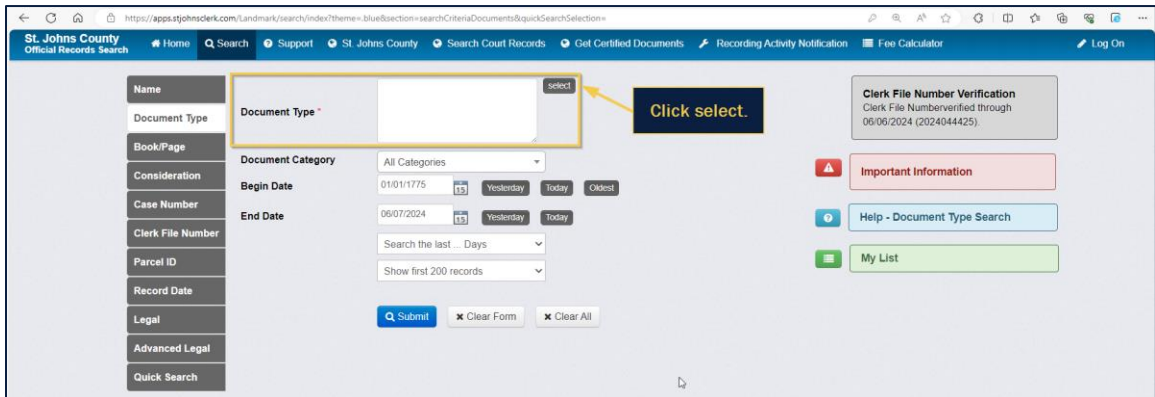 https://apps.stjohnsclerk.com/Landmark/search/index?theme=.blue&section=searchCriteriaDocuments&quickSearchSelection=
St. Johns County
Official Records Search
Home Search Support St. Johns County Search Court Records Get Certified Documents Recording Activity Notification Fee Calculator Log On
Name
Document Type
Book/Page
Consideration
Case Number
Clerk File Number
Parcel ID
Record Date
Legal
Advanced Legal
Quick Search
Document Type * select
Click select.
Document Category All Categories
Begin Date 01/01/1775 15 Yesterday Today Oldest
End Date 06/07/2024 15 Yesterday Today
Search the last ... Days
Show first 200 records
Submit Clear Form Clear All
Clerk File Number Verification
Clerk File Numberverified through
06/06/2024 (2024044425).
Important Information
Help - Document Type Search
My List